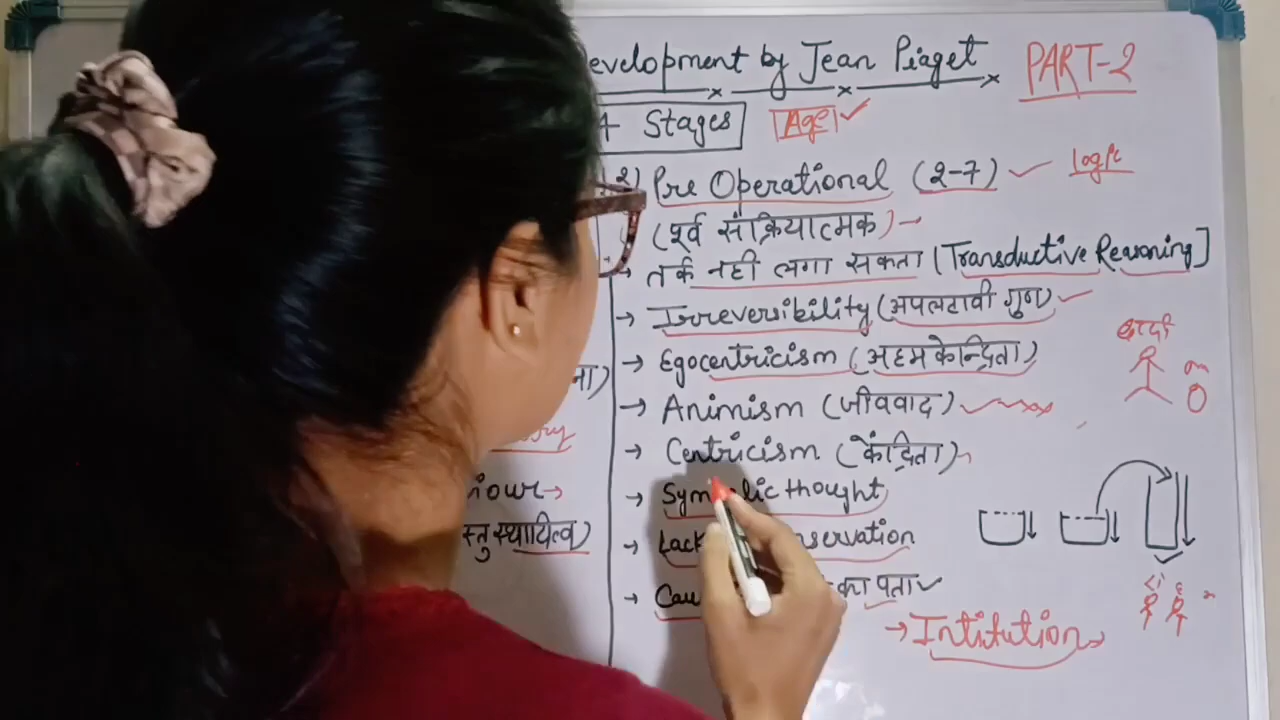 evelopment by Jean Piaget PART-2
4 Stages Age
2) Pre Operational (2-7) logic
(पूर्व संक्रियात्मक)
तर्क नही लगा सकता [Transductive Reasoning]
→ Irreversibility (अपलटावी गुण)
→ Egocentricism (अहम केन्द्रिता)
ना)
→ Animism (जीववाद)
→ Centricism (केंद्रिता)
iour → Symbolic thought
स्तु स्थायित्व) → Lack nservation
→ Cau का पता
→ Intitution